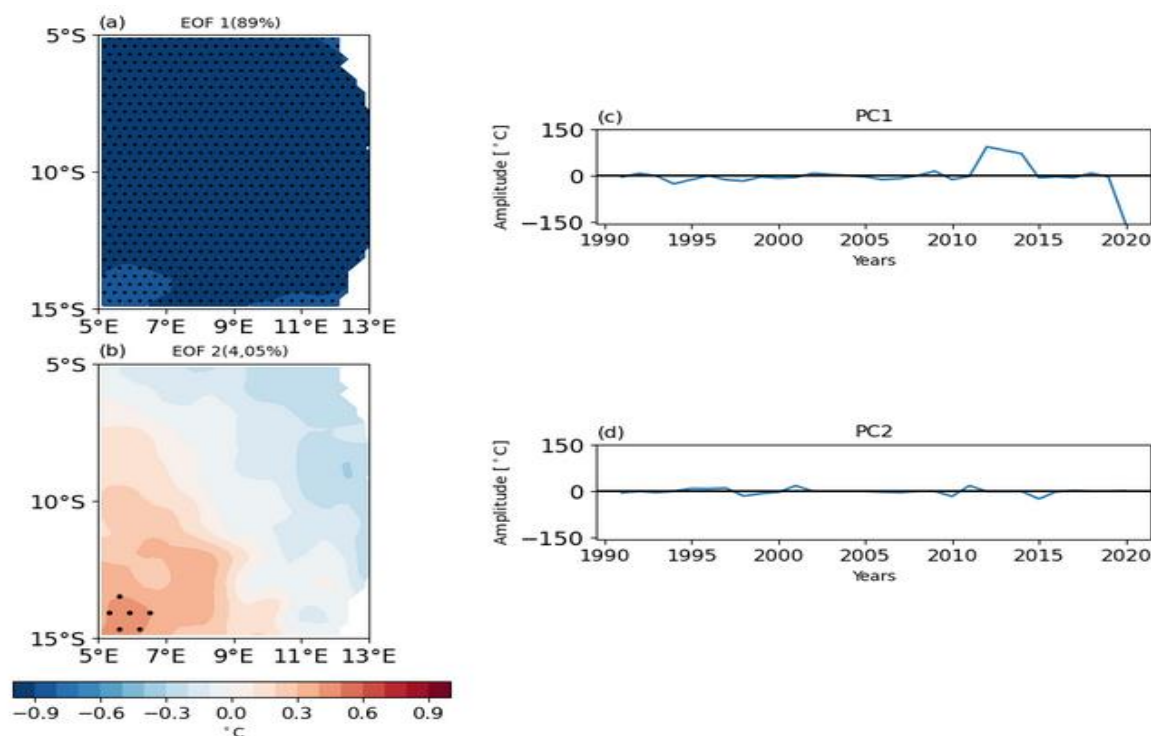 (a) EOF 1(89%)
5°S
10°S
15°S
5°E 7°E 9°E 11°E 13°E
(b) EOF 2(4,05%)
5°S
10°S
15°S
5°E 7°E 9°E 11°E 13°E
−0.9 −0.6 −0.3 0.0 0.3 0.6 0.9
°C
(c) PC1
Amplitude [°C]
150
0
−150
1990 1995 2000 2005 2010 2015 2020
Years
(d) PC2
Amplitude [°C]
150
0
−150
1990 1995 2000 2005 2010 2015 2020
Years